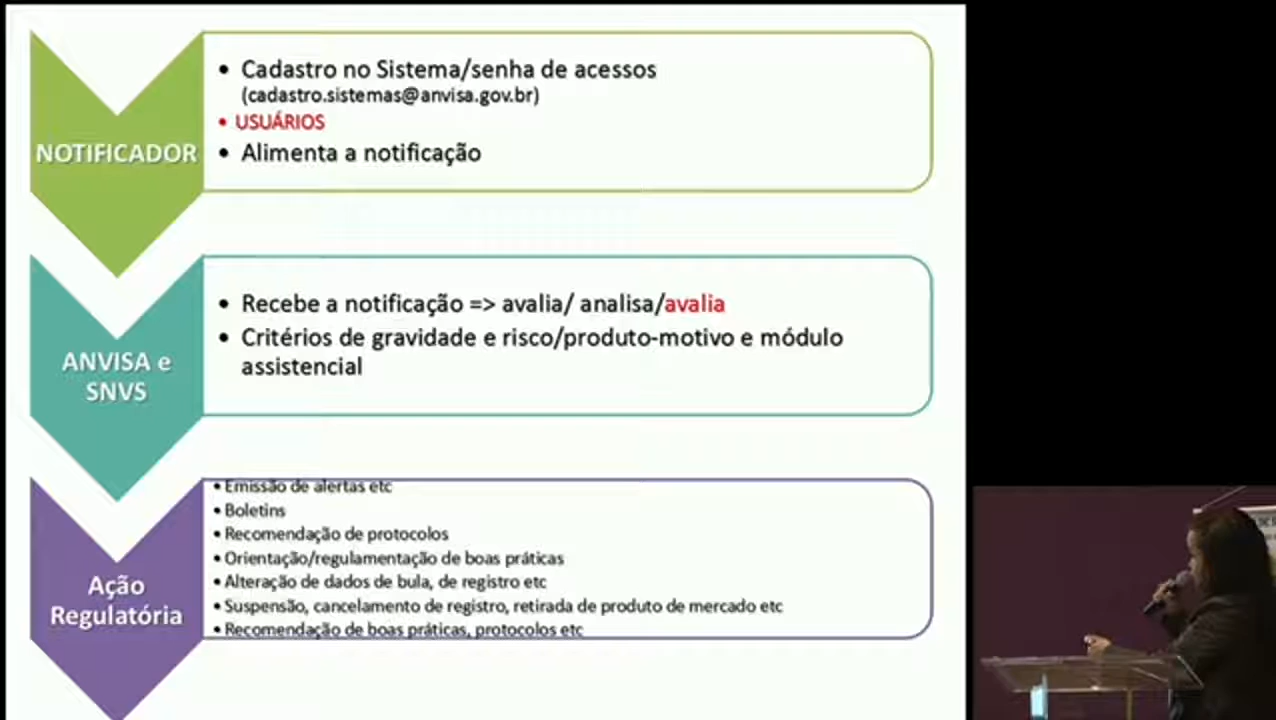 NOTIFICADOR
• Cadastro no Sistema/senha de acessos
(cadastro.sistemas@anvisa.gov.br)
• USUÁRIOS
• Alimenta a notificação
ANVISA e
SNVS
• Recebe a notificação => avalia/ analisa/avalia
• Critérios de gravidade e risco/produto-motivo e módulo
assistencial
Ação
Regulatória
• Emissão de alertas etc
• Boletins
• Recomendação de protocolos
• Orientação/regulamentação de boas práticas
• Alteração de dados de bula, de registro etc
• Suspensão, cancelamento de registro, retirada de produto de mercado etc
• Recomendação de boas práticas, protocolos etc